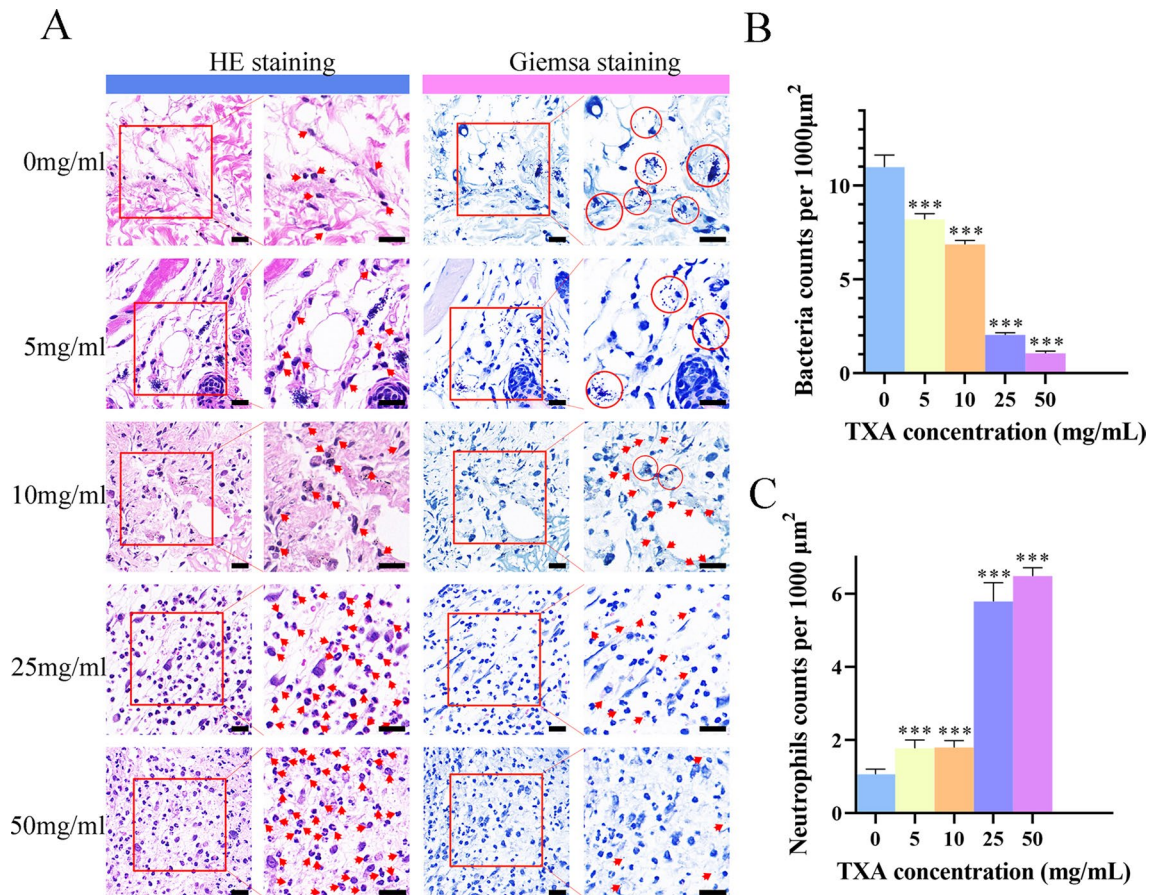 A
HE staining
Giemsa staining
0mg/ml
5mg/ml
10mg/ml
25mg/ml
50mg/ml
B
Bacteria counts per 1000μm²
10
5
0
***
***
***
***
0 5 10 25 50
TXA concentration (mg/mL)
C
Neutrophils counts per 1000 μm²
6
4
2
0
***
***
***
***
0 5 10 25 50
TXA concentration (mg/mL)